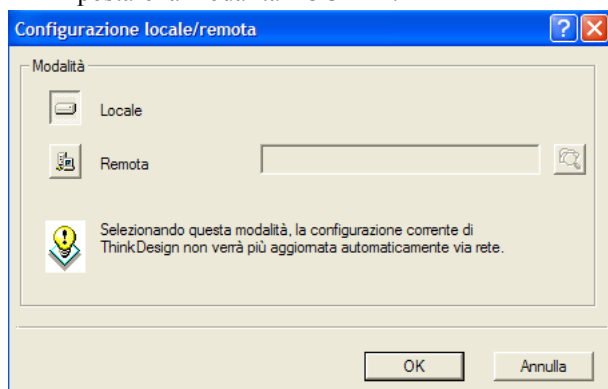 Configurazione locale/remota
Modalità
Locale
Remota
Selezionando questa modalità, la configurazione corrente di
ThinkDesign non verrà più aggiornata automaticamente via rete.
OK
Annulla